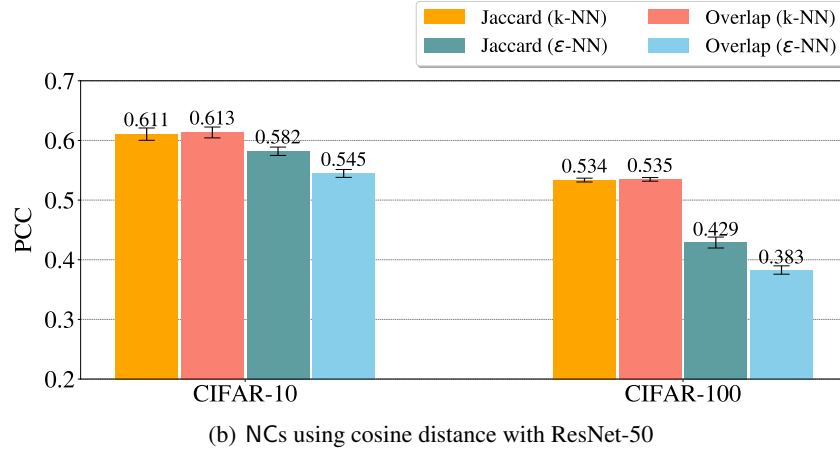 Jaccard (k-NN) Overlap (k-NN)
Jaccard (ε-NN) Overlap (ε-NN)
0.7
0.6
0.5
0.4
0.3
0.2
PCC
0.611
0.613
0.582
0.545
0.534
0.535
0.429
0.383
CIFAR-10 CIFAR-100
(b) NCs using cosine distance with ResNet-50